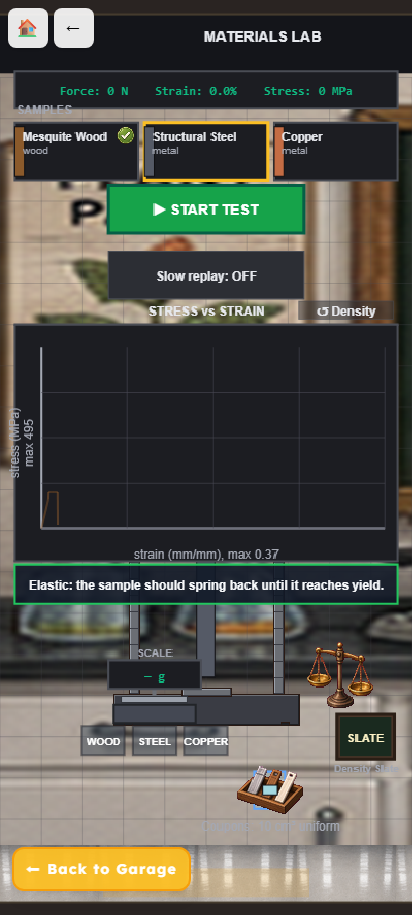 MATERIALS LAB
Force: 0 N Strain: 0.0% Stress: 0 MPa
SAMPLES
Mesquite Wood
wood
Structural Steel
metal
Copper
metal
▶ START TEST
Slow replay: OFF
STRESS vs STRAIN
↺ Density
stress (MPa)
max 495
strain (mm/mm), max 0.37
Elastic: the sample should spring back until it reaches yield.
SCALE
— g
WOOD STEEL COPPER
SLATE
Density
← Back to Garage